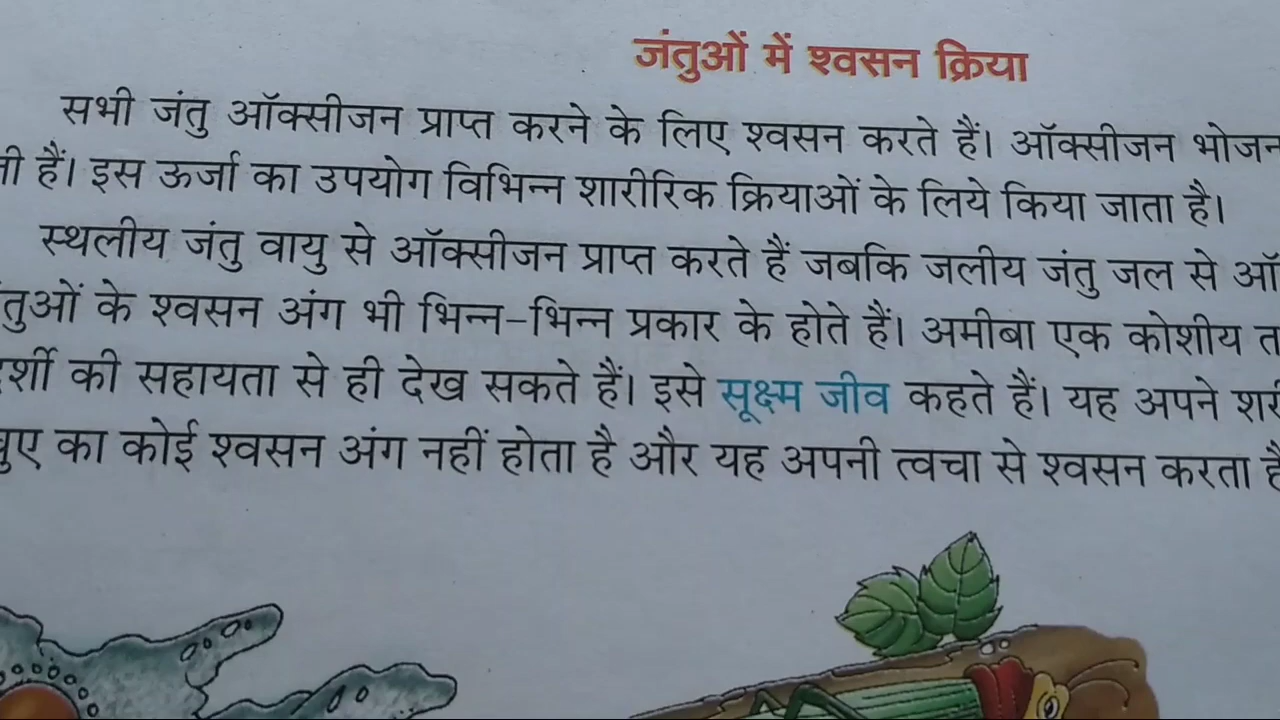 जंतुओं में श्वसन क्रिया
सभी जंतु ऑक्सीजन प्राप्त करने के लिए श्वसन करते हैं। ऑक्सीजन भोजन
हैं। इस ऊर्जा का उपयोग विभिन्न शारीरिक क्रियाओं के लिये किया जाता है।
स्थलीय जंतु वायु से ऑक्सीजन प्राप्त करते हैं जबकि जलीय जंतु जल से
के श्वसन अंग भी भिन्न-भिन्न प्रकार के होते हैं। अमीबा एक कोशीय
की सहायता से ही देख सकते हैं। इसे सूक्ष्म जीव कहते हैं। यह अपने
का कोई श्वसन अंग नहीं होता है और यह अपनी त्वचा से श्वसन करता है